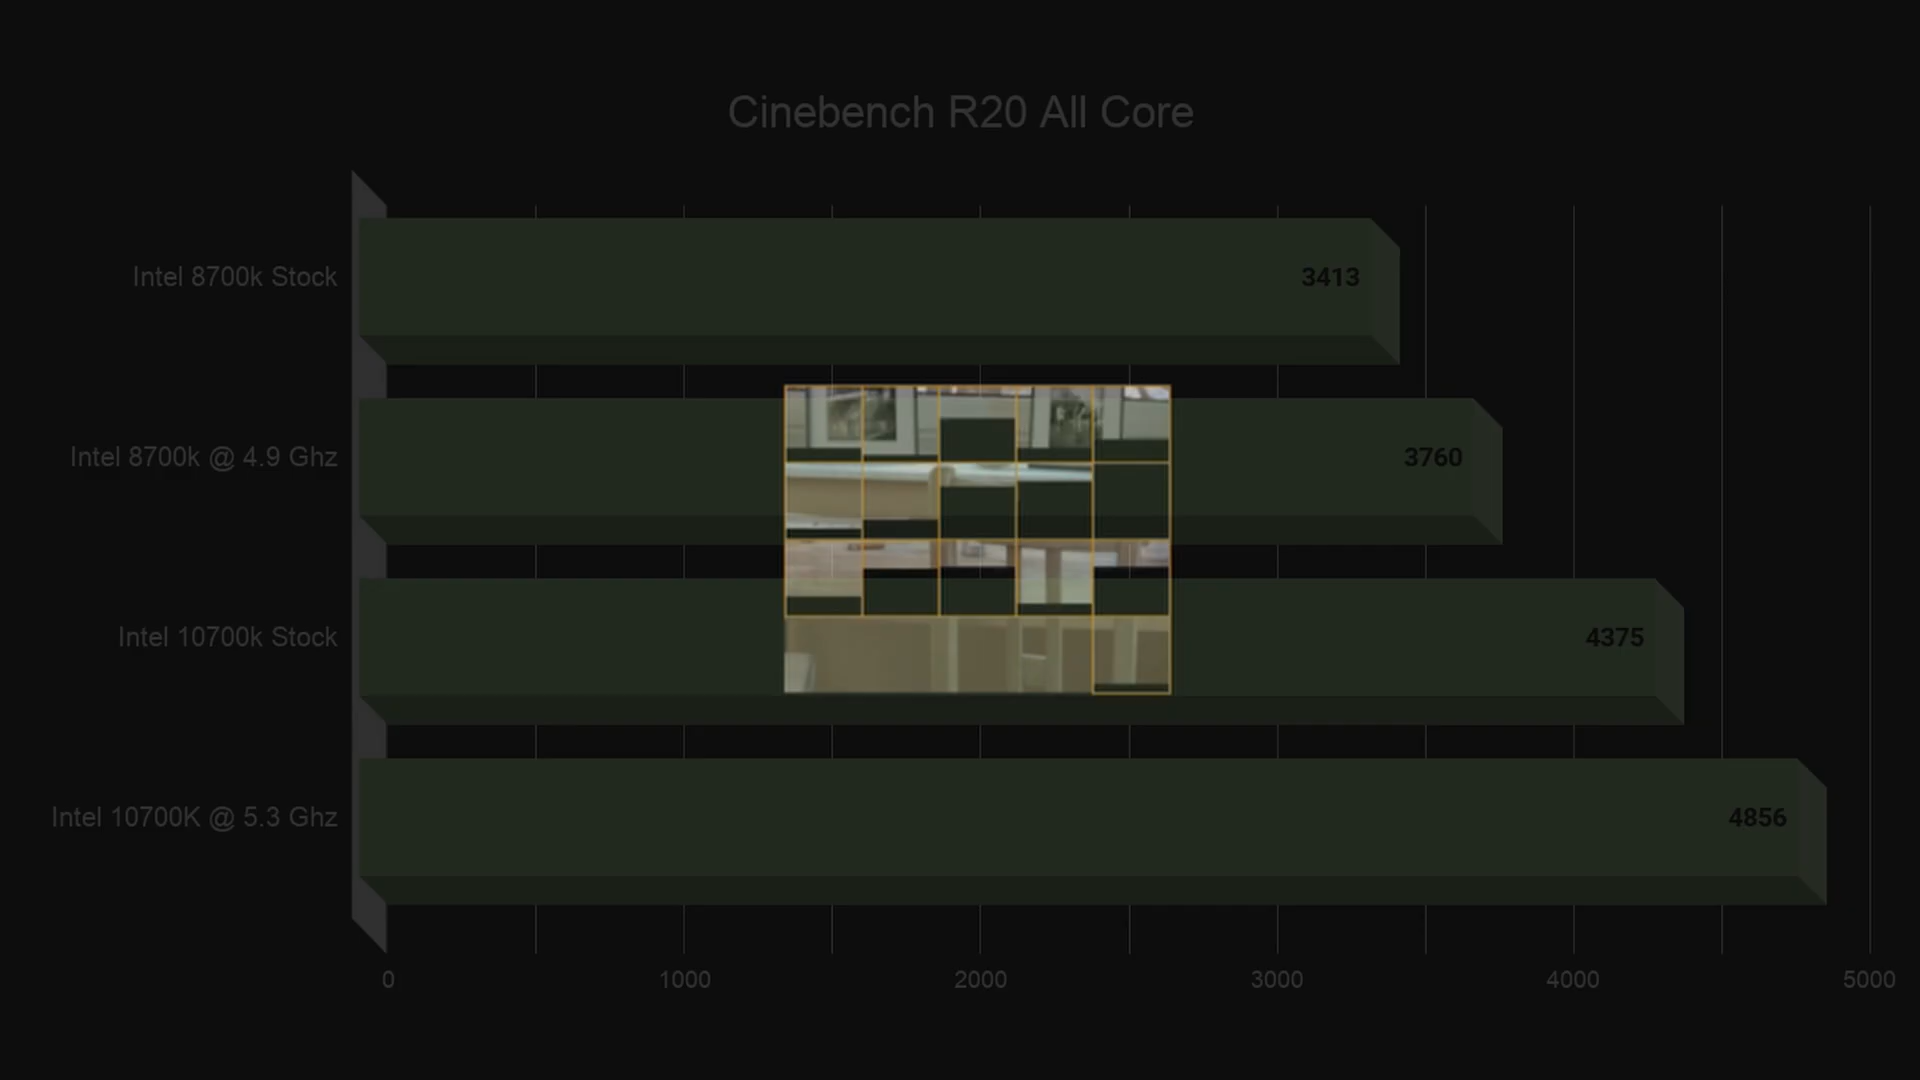 Cinebench R20 All Core
Intel 8700k Stock
3413
Intel 8700k @ 4.9 Ghz
3760
Intel 10700k Stock
4375
Intel 10700K @ 5.3 Ghz
4856
0 1000 2000 3000 4000 5000